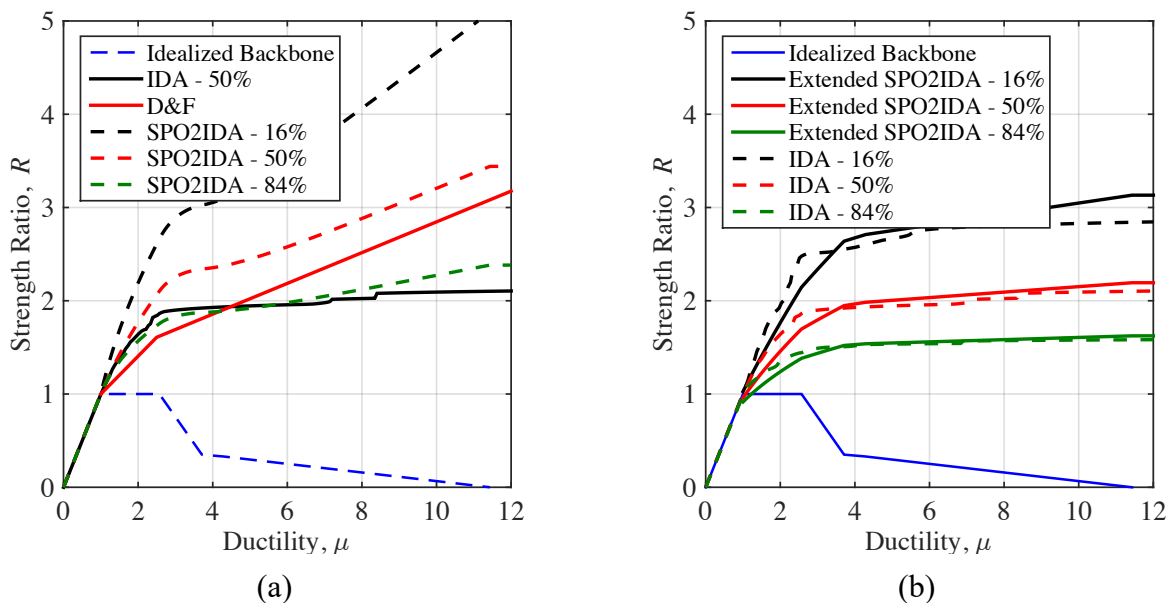 5
4
3
2
1
0
Strength Ratio, R
Idealized Backbone
IDA - 50%
D&F
SPO2IDA - 16%
SPO2IDA - 50%
SPO2IDA - 84%
0 2 4 6 8 10 12
Ductility, μ
(a)
5
4
3
2
1
0
Strength Ratio, R
Idealized Backbone
Extended SPO2IDA - 16%
Extended SPO2IDA - 50%
Extended SPO2IDA - 84%
IDA - 16%
IDA - 50%
IDA - 84%
0 2 4 6 8 10 12
Ductility, μ
(b)